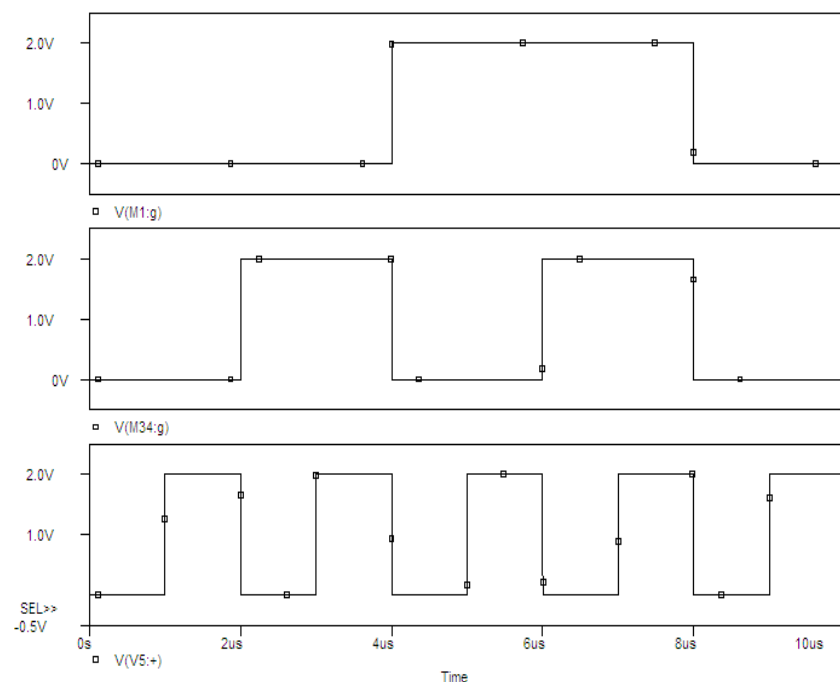 2.0V
1.0V
0V
V(M1:g)
2.0V
1.0V
0V
V(M34:g)
2.0V
1.0V
SEL>>
-0.5V
0s 2us 4us 6us 8us 10us
V(V5:+)
Time